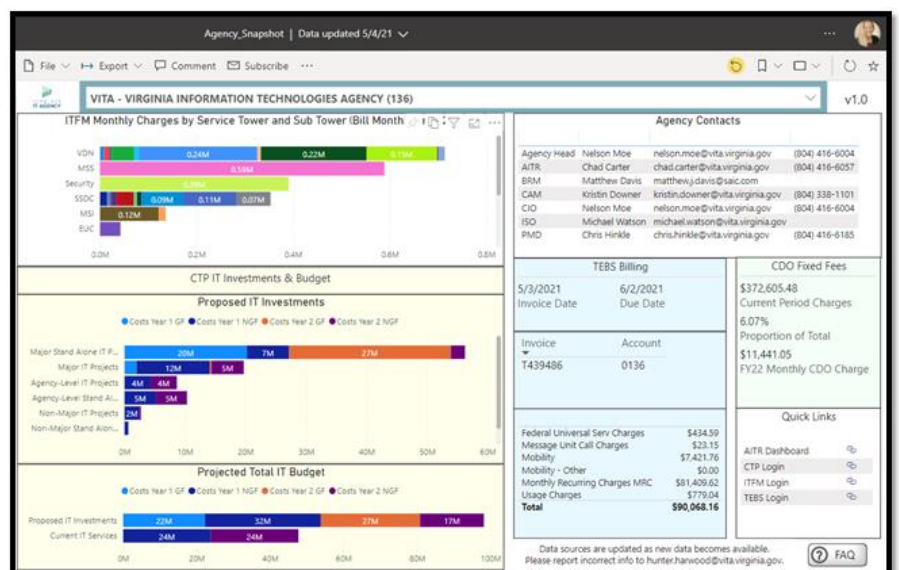 Agency_Snapshot | Data updated 5/4/21
File Export Comment Subscribe ...
VITA - VIRGINIA INFORMATION TECHNOLOGIES AGENCY (136) v1.0
ITFM Monthly Charges by Service Tower and Sub Tower (Bill Month
VDN 0.24M 0.22M 0.15M
MSS 0.59M
Security
SSDC 0.09M 0.11M 0.07M
MSI 0.12M
EUC
0.0M 0.2M 0.4M 0.6M 0.8M
CTP IT Investments & Budget
Proposed IT Investments
Costs Year 1 GF Costs Year 1 NGF Costs Year 2 GF Costs Year 2 NGF
Major Stand Alone IT P... 20M 7M 27M
Major IT Projects 12M 5M
Agency-Level IT Projects 4M 4M
Agency-Level Stand Al... 5M 5M
Non-Major IT Projects 2M
Non-Major Stand Alon...
0M 10M 20M 30M 40M 50M 60M
Projected Total IT Budget
Costs Year 1 GF Costs Year 1 NGF Costs Year 2 GF Costs Year 2 NGF
Proposed IT Investments 22M 32M 27M 17M
Current IT Services 24M 24M
0M 20M 40M 60M 80M 100M
Agency Contacts
Agency Head Nelson Moe nelson.moe@vita.virginia.gov (804) 416-6004
AITR Chad Carter chad.carter@vita.virginia.gov (804) 416-6057
BRM Matthew Davis matthew.j.davis@saic.com
CAM Kristin Downer kristin.downer@vita.virginia.gov (804) 338-1101
CIO Nelson Moe nelson.moe@vita.virginia.gov (804) 416-6004
ISO Michael Watson michael.watson@vita.virginia.gov
PMD Chris Hinkle chris.hinkle@vita.virginia.gov (804) 416-6185
TEBS Billing
5/3/2021 6/2/2021
Invoice Date Due Date
Invoice Account
T439486 0136
Federal Universal Serv Charges $434.59
Message Unit Call Charges $23.15
Mobility $7,421.76
Mobility - Other $0.00
Monthly Recurring Charges MRC $81,409.62
Usage Charges $779.04
Total $90,068.16
CDO Fixed Fees
$372,605.48
Current Period Charges
6.07%
Proportion of Total
$11,441.05
FY22 Monthly CDO Charge
Quick Links
AITR Dashboard
CTP Login
ITFM Login
TEBS Login
Data sources are updated as new data becomes available.
Please report incorrect info to hunter.harwood@vita.virginia.gov.
? FAQ